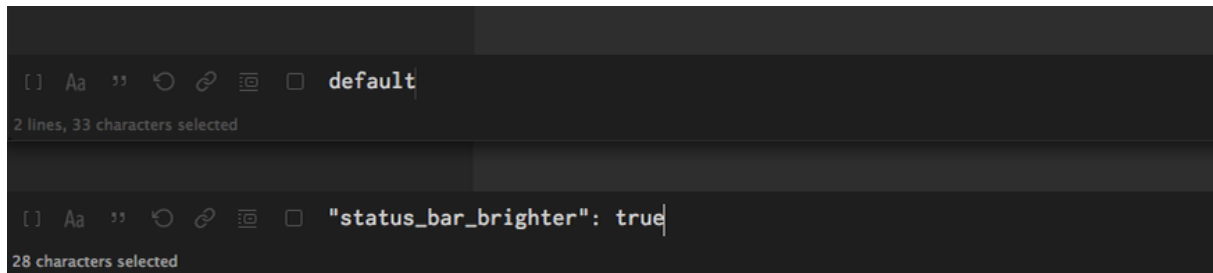 [] Aa ” default
2 lines, 33 characters selected
[] Aa ” "status_bar_brighter": true
28 characters selected